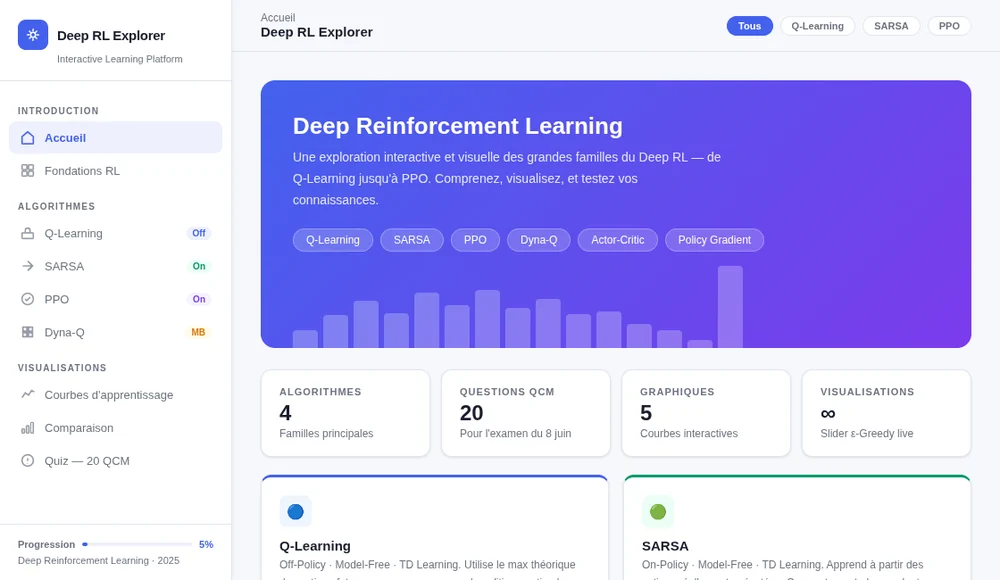 Deep RL Explorer
Interactive Learning Platform
INTRODUCTION
Accueil
Fondations RL
ALGORITHMES
Q-Learning Off
SARSA On
PPO On
Dyna-Q MB
VISUALISATIONS
Courbes d'apprentissage
Comparaison
Quiz — 20 QCM
Progression 5%
Deep Reinforcement Learning · 2025
Accueil
Deep RL Explorer
Tous Q-Learning SARSA PPO
Deep Reinforcement Learning
Une exploration interactive et visuelle des grandes familles du Deep RL — de
Q-Learning jusqu'à PPO. Comprenez, visualisez, et testez vos
connaissances.
Q-Learning SARSA PPO Dyna-Q Actor-Critic Policy Gradient
ALGORITHMES
4
Familles principales
QUESTIONS QCM
20
Pour l'examen du 8 juin
GRAPHIQUES
5
Courbes interactives
VISUALISATIONS
∞
Slider ε-Greedy live
Q-Learning
Off-Policy · Model-Free · TD Learning. Utilise le max théorique
SARSA
On-Policy · Model-Free · TD Learning. Apprend à partir des